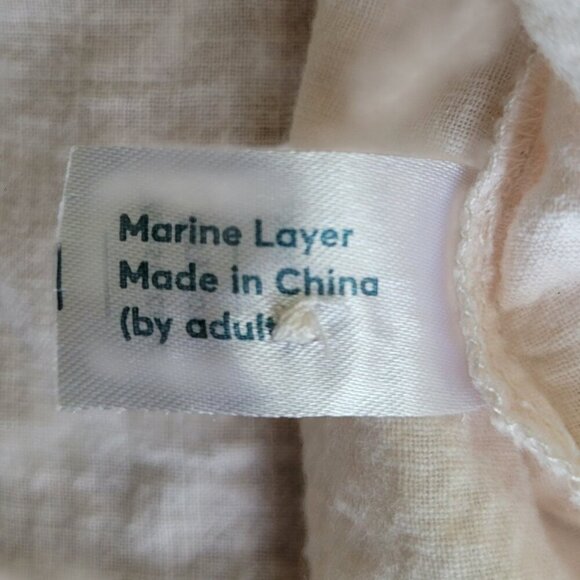 Marine Layer
Made in China
(by adult